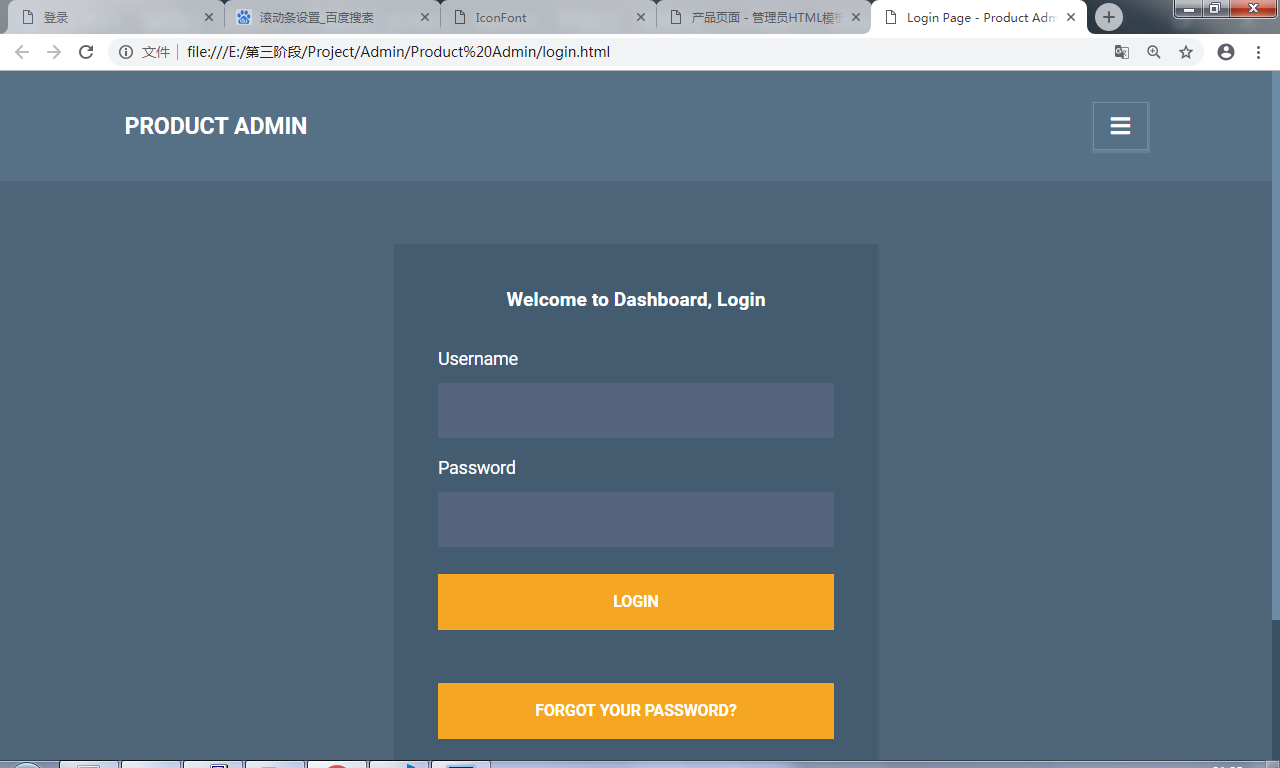 登录
滚动条设置_百度搜索
IconFont
产品页面 - 管理员HTML模
Login Page - Product Adm
文件
file:///E:/第三阶段/Project/Admin/Product%20Admin/login.html
PRODUCT ADMIN
Welcome to Dashboard, Login
Username
Password
LOGIN
FORGOT YOUR PASSWORD?